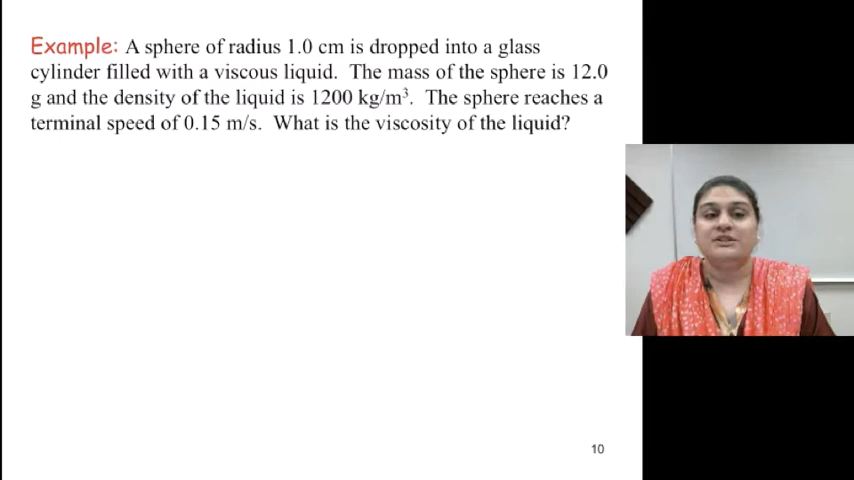 Example: A sphere of radius 1.0 cm is dropped into a glass
cylinder filled with a viscous liquid. The mass of the sphere is 12.0
g and the density of the liquid is 1200 kg/m³. The sphere reaches a
terminal speed of 0.15 m/s. What is the viscosity of the liquid?
10